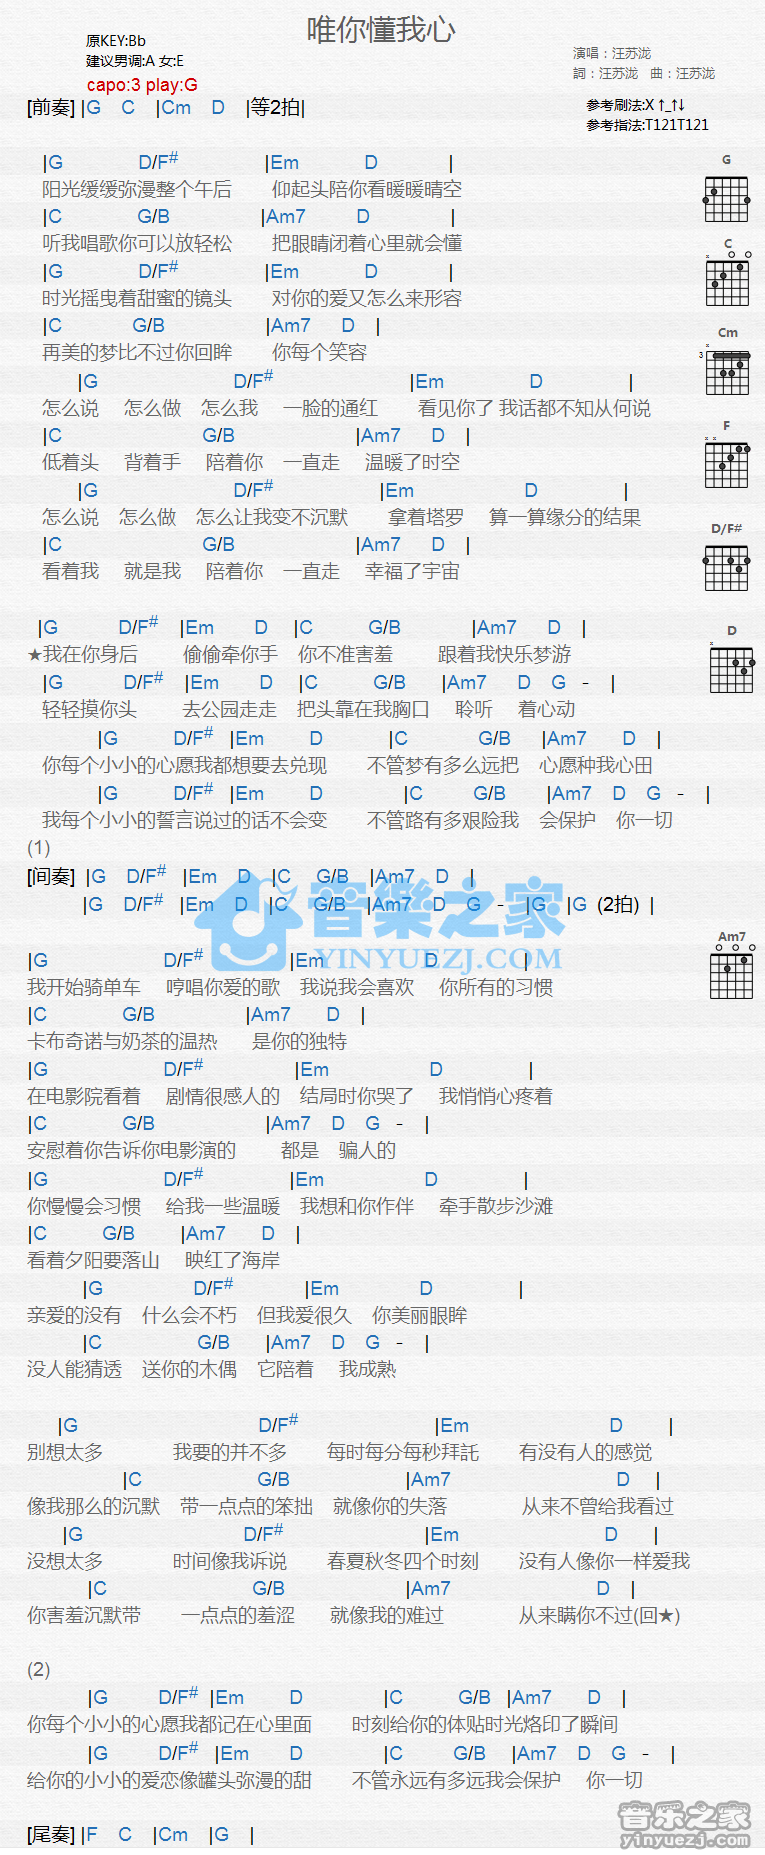 唯你懂我心
原KEY:Bb
建议男调:A 女:E
capo:3 play:G
演唱：汪苏泷
詞：汪苏泷 曲：汪苏泷
[前奏] |G C |Cm D |等2拍|
参考刷法:X ↑_↑↓
参考指法:T121T121
|G D/F# |Em D |
阳光缓缓弥漫整个午后 仰起头陪你看暖暖晴空
|C G/B |Am7 D |
听我唱歌你可以放轻松 把眼睛闭着心里就会懂
|G D/F# |Em D |
时光摇曳着甜蜜的镜头 对你的爱又怎么来形容
|C G/B |Am7 D |
再美的梦比不过你回眸 你每个笑容
|G D/F# |Em D |
怎么说 怎么做 怎么我 一脸的通红 看见你了 我话都不知从何说
|C G/B |Am7 D |
低着头 背着手 陪着你 一直走 温暖了时空
|G D/F# |Em D |
怎么说 怎么做 怎么让我变不沉默 拿着塔罗 算一算缘分的结果
|C G/B |Am7 D |
看着我 就是我 陪着你 一直走 幸福了宇宙
G
C
Cm
3
F
D/F#
D
|G D/F# |Em D |C G/B |Am7 D |
★我在你身后 偷偷牵你手 你不准害羞 跟着我快乐梦游
|G D/F# |Em D |C G/B |Am7 D G - |
轻轻摸你头 去公园走走 把头靠在我胸口 聆听 着心动
|G D/F# |Em D |C G/B |Am7 D |
你每个小小的心愿我都想要去兑现 不管梦有多么远把 心愿种我心田
|G D/F# |Em D |C G/B |Am7 D G - |
我每个小小的誓言说过的话不会变 不管路有多艰险我 会保护 你一切
(1)
[间奏] |G D/F# |Em D |C G/B |Am7 D |
|G D/F# |Em D |C G/B |Am7 D G - |G |G (2拍) |
音樂之家
YINYUEZJ.COM
Am7
|G D/F# |Em D |
我开始骑单车 哼唱你爱的歌 我说我会喜欢 你所有的习惯
|C G/B |Am7 D |
卡布奇诺与奶茶的温热 是你的独特
|G D/F# |Em D |
在电影院看着 剧情很感人的 结局时你哭了 我悄悄心疼着
|C G/B |Am7 D G - |
安慰着你告诉你电影演的 都是 骗人的
|G D/F# |Em D |
你慢慢会习惯 给我一些温暖 我想和你作伴 牵手散步沙滩
|C G/B |Am7 D |
看着夕阳要落山 映红了海岸
|G D/F# |Em D |
亲爱的没有 什么会不朽 但我爱很久 你美丽眼眸
|C G/B |Am7 D G - |
没人能猜透 送你的木偶 它陪着 我成熟
|G D/F# |Em D |
别想太多 我要的并不多 每时每分每秒拜託 有没有人的感觉
|C G/B |Am7 D |
像我那么的沉默 带一点点的笨拙 就像你的失落 从来不曾给我看过
|G D/F# |Em D |
没想太多 时间像我诉说 春夏秋冬四个时刻 没有人像你一样爱我
|C G/B |Am7 D |
你害羞沉默带 一点点的羞涩 就像我的难过 从来瞒你不过(回★)
(2)
|G D/F# |Em D |C G/B |Am7 D |
你每个小小的心愿我都记在心里面 时刻给你的体贴时光烙印了瞬间
|G D/F# |Em D |C G/B |Am7 D G - |
给你的小小的爱恋像罐头弥漫的甜 不管永远有多远我会保护 你一切
[尾奏] |F C |Cm |G |
音乐之家
yinyuezj.com